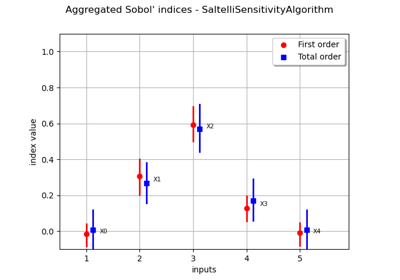 Aggregated Sobol' indices - SaltelliSensitivityAlgorithm
First order
Total order
1.0
0.8
0.6
0.4
0.2
0.0
index value
X0
X1
X2
X3
X4
1 2 3 4 5
inputs